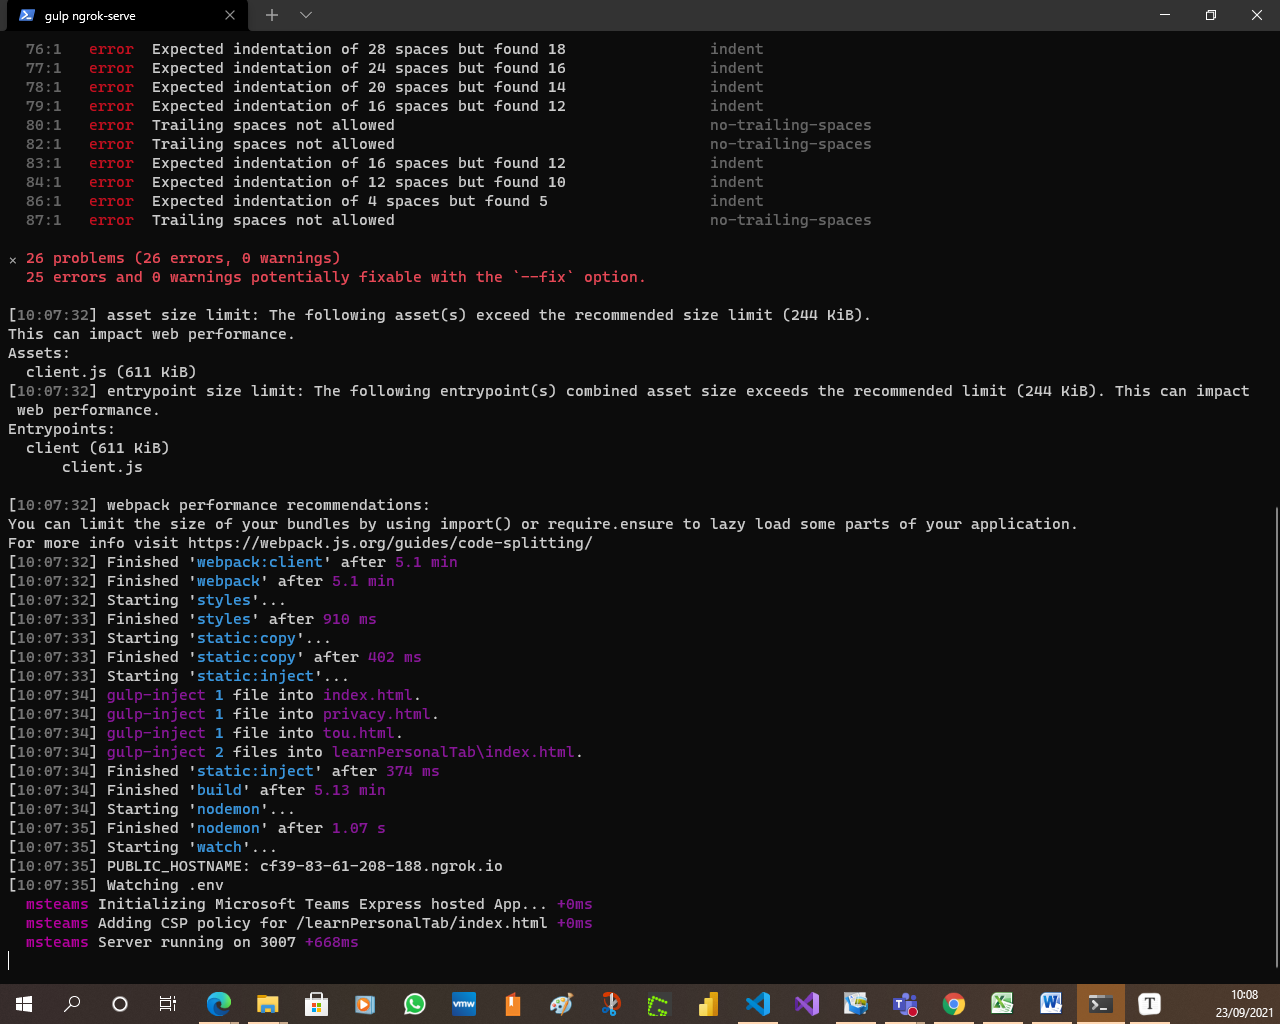 gulp ngrok-serve
76:1 error Expected indentation of 28 spaces but found 18 indent
77:1 error Expected indentation of 24 spaces but found 16 indent
78:1 error Expected indentation of 20 spaces but found 14 indent
79:1 error Expected indentation of 16 spaces but found 12 indent
80:1 error Trailing spaces not allowed no-trailing-spaces
82:1 error Trailing spaces not allowed no-trailing-spaces
83:1 error Expected indentation of 16 spaces but found 12 indent
84:1 error Expected indentation of 12 spaces but found 10 indent
86:1 error Expected indentation of 4 spaces but found 5 indent
87:1 error Trailing spaces not allowed no-trailing-spaces
× 26 problems (26 errors, 0 warnings)
25 errors and 0 warnings potentially fixable with the `--fix` option.
[10:07:32] asset size limit: The following asset(s) exceed the recommended size limit (244 KiB).
This can impact web performance.
Assets:
client.js (611 KiB)
[10:07:32] entrypoint size limit: The following entrypoint(s) combined asset size exceeds the recommended limit (244 KiB). This can impact
web performance.
Entrypoints:
client (611 KiB)
client.js
[10:07:32] webpack performance recommendations:
You can limit the size of your bundles by using import() or require.ensure to lazy load some parts of your application.
For more info visit https://webpack.js.org/guides/code-splitting/
[10:07:32] Finished 'webpack:client' after 5.1 min
[10:07:32] Finished 'webpack' after 5.1 min
[10:07:32] Starting 'styles'...
[10:07:33] Finished 'styles' after 910 ms
[10:07:33] Starting 'static:copy'...
[10:07:33] Finished 'static:copy' after 402 ms
[10:07:33] Starting 'static:inject'...
[10:07:34] gulp-inject 1 file into index.html.
[10:07:34] gulp-inject 1 file into privacy.html.
[10:07:34] gulp-inject 1 file into tou.html.
[10:07:34] gulp-inject 2 files into learnPersonalTab\index.html.
[10:07:34] Finished 'static:inject' after 374 ms
[10:07:34] Finished 'build' after 5.13 min
[10:07:34] Starting 'nodemon'...
[10:07:35] Finished 'nodemon' after 1.07 s
[10:07:35] Starting 'watch'...
[10:07:35] PUBLIC_HOSTNAME: cf39-83-61-208-188.ngrok.io
[10:07:35] Watching .env
msteams Initializing Microsoft Teams Express hosted App... +0ms
msteams Adding CSP policy for /learnPersonalTab/index.html +0ms
msteams Server running on 3007 +668ms
vmw
T
10:08
23/09/2021